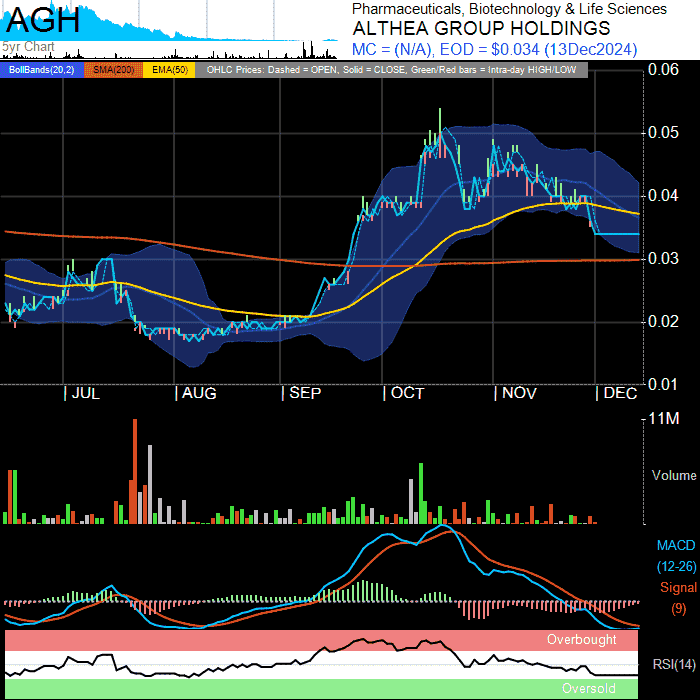 AGH
5yr Chart
Pharmaceuticals, Biotechnology & Life Sciences
ALTHEA GROUP HOLDINGS
MC = (N/A), EOD = $0.034 (13Dec2024)
BollBands(20,2) SMA(200) EMA(50) OHLC Prices: Dashed = OPEN, Solid = CLOSE, Green/Red bars = Intra-day HIGH/LOW
0.06
0.05
0.04
0.03
0.02
0.01
JUL AUG SEP OCT NOV DEC
11M
Volume
MACD
(12-26)
Signal
(9)
Overbought
RSI(14)
Oversold